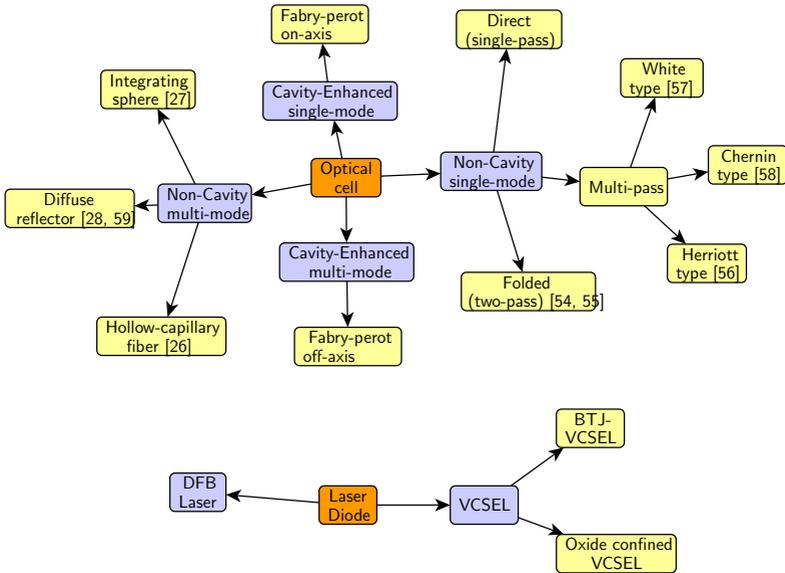 Fabry-perot
on-axis
Direct
(single-pass)
Integrating
sphere [27]
Cavity-Enhanced
single-mode
White
type [57]
Optical
cell
Non-Cavity
single-mode
Chernin
type [58]
Diffuse
reflector [28, 59]
Non-Cavity
multi-mode
Multi-pass
Cavity-Enhanced
multi-mode
Herriott
type [56]
Folded
(two-pass) [54, 55]
Hollow-capillary
fiber [26]
Fabry-perot
off-axis
BTJ-
VCSEL
DFB
Laser
Laser
Diode
VCSEL
Oxide confined
VCSEL